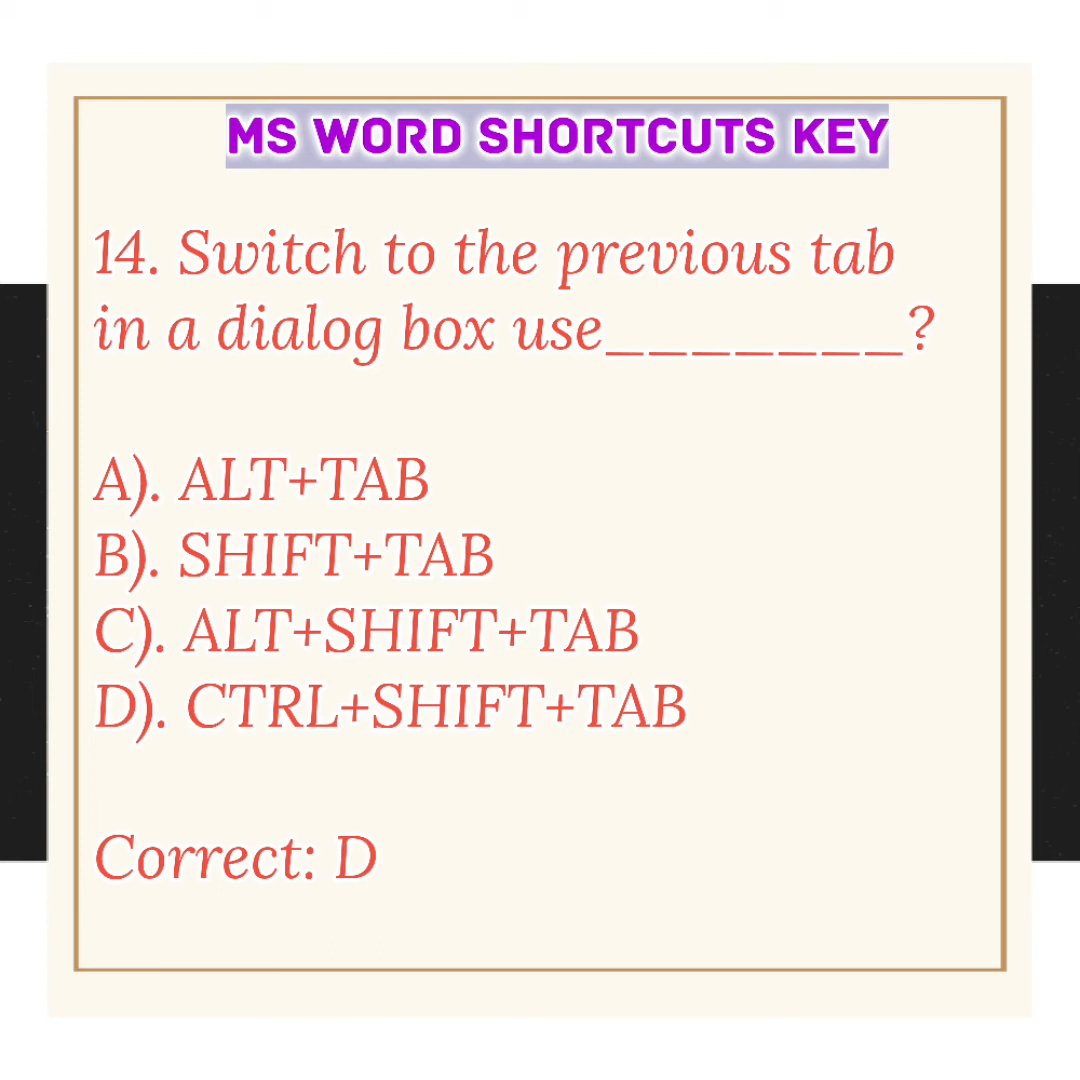 MS WORD SHORTCUTS KEY
14. Switch to the previous tab
in a dialog box use_______?
A). ALT+TAB
B). SHIFT+TAB
C). ALT+SHIFT+TAB
D). CTRL+SHIFT+TAB
Correct: D